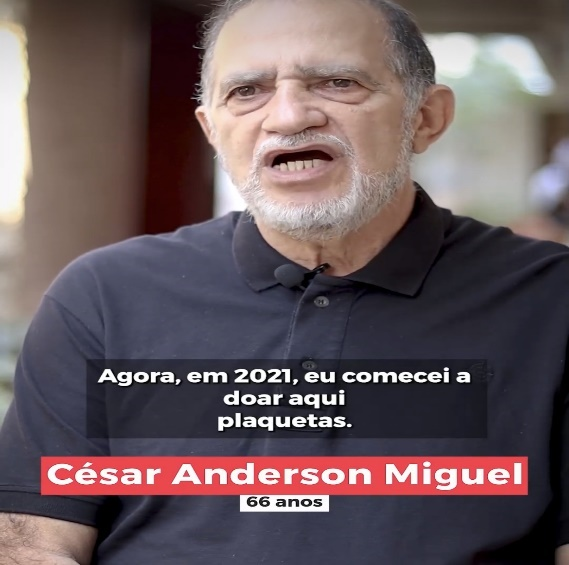 Agora, em 2021, eu comecei a
doar aqui
plaquetas.
César Anderson Miguel
66 anos